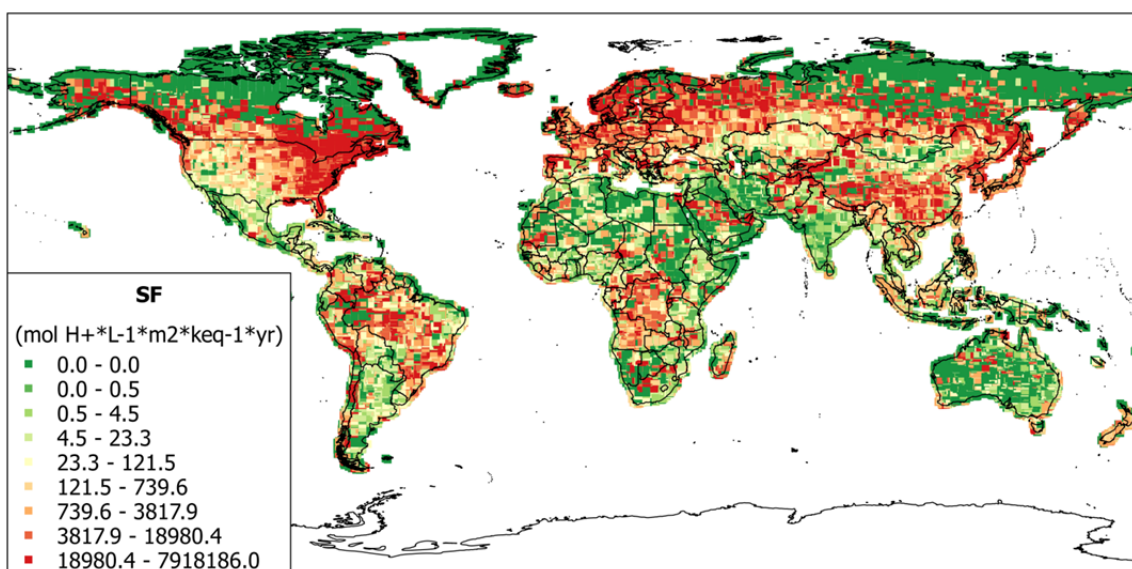 SF
(mol H+*L-1*m2*keq-1*yr)
0.0 - 0.0
0.0 - 0.5
0.5 - 4.5
4.5 - 23.3
23.3 - 121.5
121.5 - 739.6
739.6 - 3817.9
3817.9 - 18980.4
18980.4 - 7918186.0